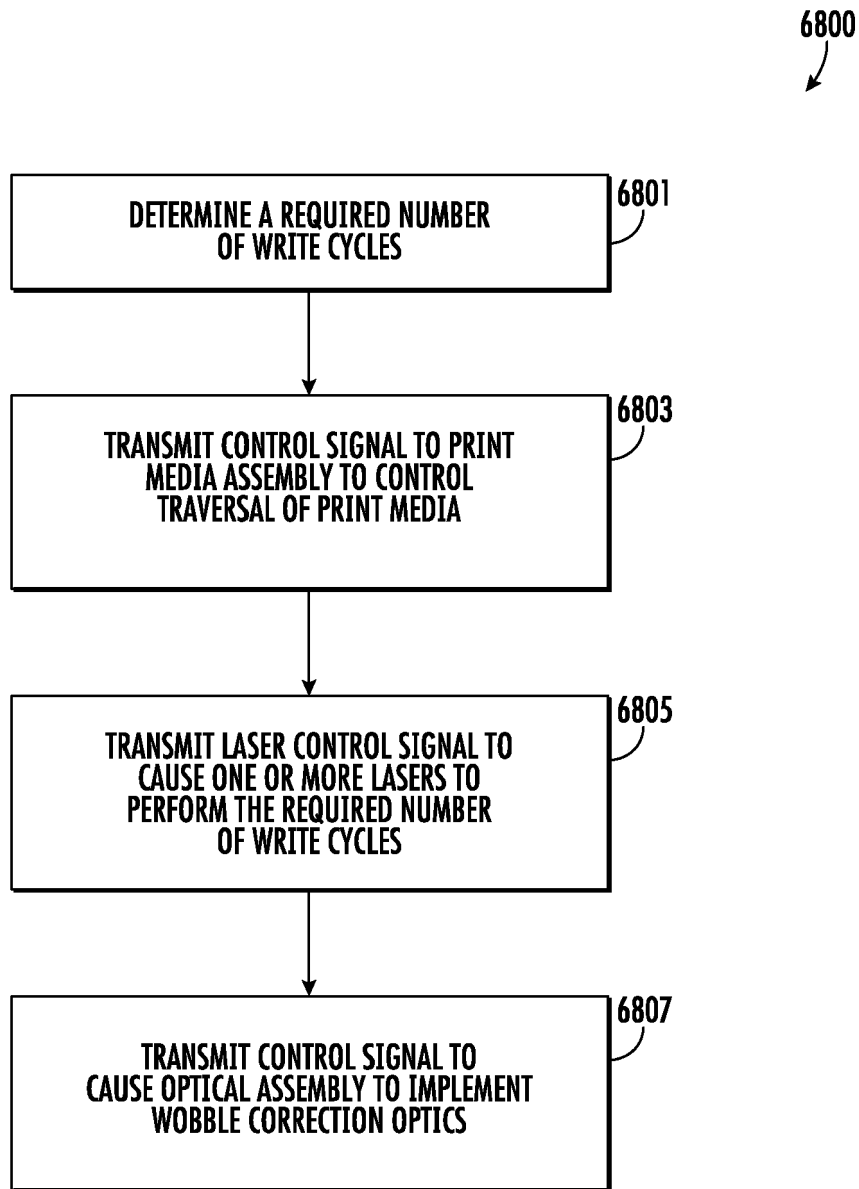 6800
6801
DETERMINE A REQUIRED NUMBER
OF WRITE CYCLES
6803
TRANSMIT CONTROL SIGNAL TO PRINT
MEDIA ASSEMBLY TO CONTROL
TRAVERSAL OF PRINT MEDIA
6805
TRANSMIT LASER CONTROL SIGNAL TO
CAUSE ONE OR MORE LASERS TO
PERFORM THE REQUIRED NUMBER
OF WRITE CYCLES
6807
TRANSMIT CONTROL SIGNAL TO
CAUSE OPTICAL ASSEMBLY TO IMPLEMENT
WOBBLE CORRECTION OPTICS